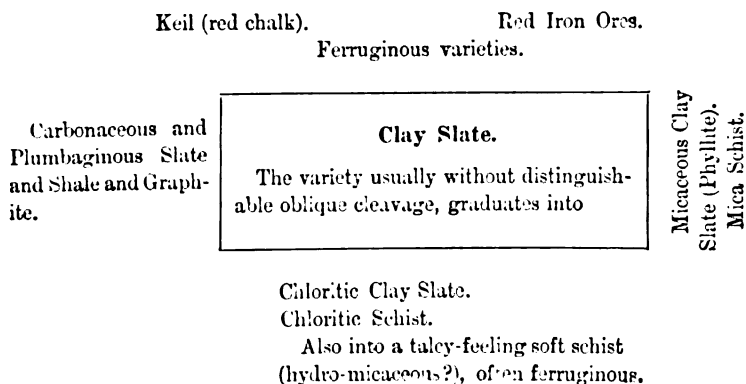 Keil (red chalk). Red Iron Ores.
Ferruginous varieties.
Carbonaceous and
Plumbaginous Slate
and Shale and Graph-
ite.
Clay Slate.
The variety usually without distinguish-
able oblique cleavage, graduates into
Micaceous Clay
Slate (Phyllite).
Mica Schist.
Chloritic Clay Slate.
Chloritic Schist.
Also into a talcy-feeling soft schist
(hydro-micaceous?), often ferruginous.